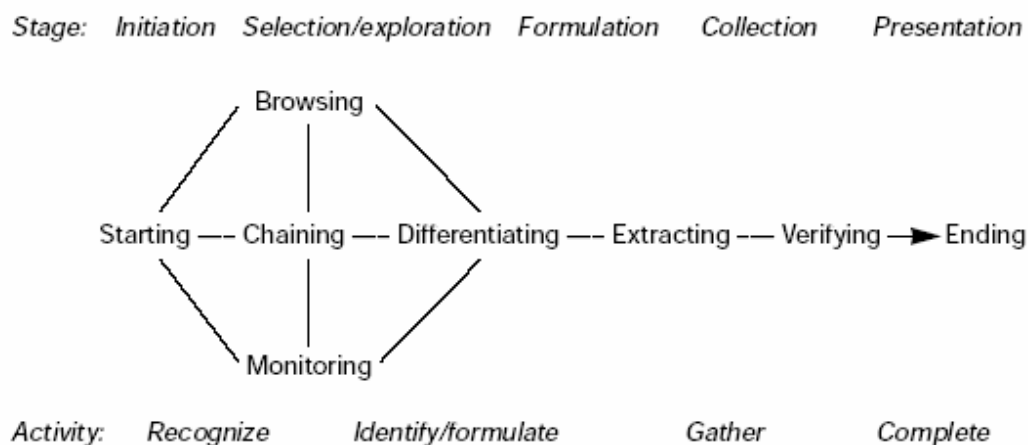 Stage: Initiation Selection/exploration Formulation Collection Presentation
Browsing
Starting Chaining Differentiating Extracting Verifying Ending
Monitoring
Activity: Recognize Identify/formulate Gather Complete